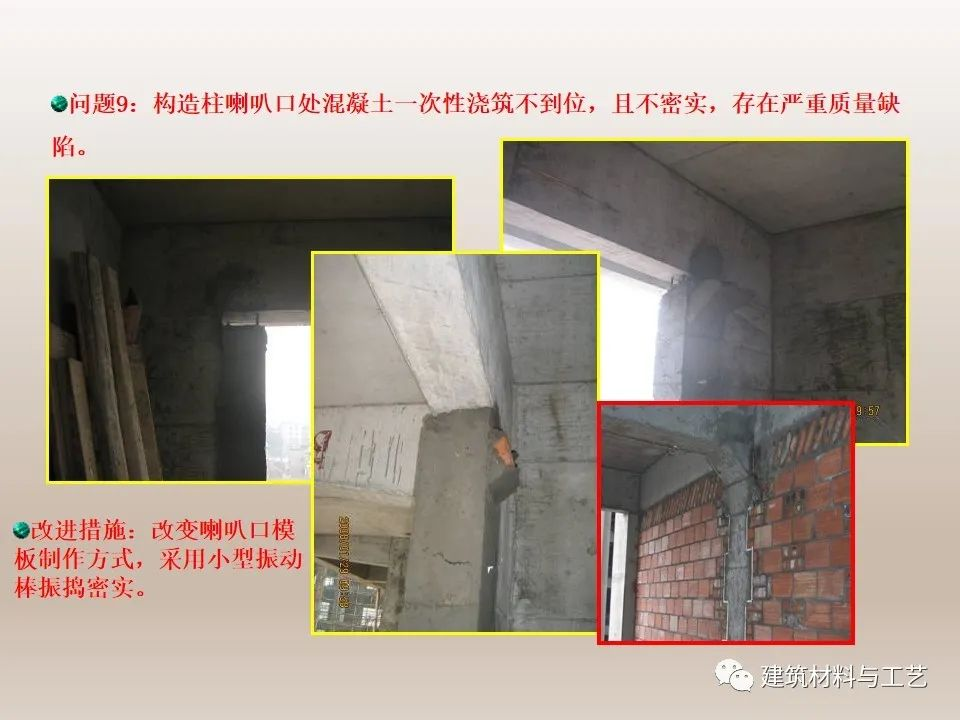 问题9：构造柱喇叭口处混凝土一次性浇筑不到位，且不密实，存在严重质量缺
陷。
9:57
改进措施：改变喇叭口模
板制作方式，采用小型振动
棒振捣密实。
建筑材料与工艺